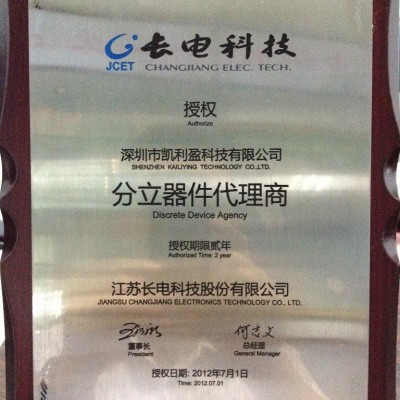 长电科技
JCET CHANGJIANG ELEC. TECH.
授权
Authorize
深圳市凯利盈科技有限公司
SHENZHEN KAILIYING TECHNOLOGY CO.,LTD.
分立器件代理商
Discrete Device Agency
授权期限贰年
Authorized Time: 2 year
江苏长电科技股份有限公司
JIANGSU CHANGJIANG ELECTRONICS TECHNOLOGY CO., LTD.
何吉文
董事长 总经理
President General Manager
授权日期: 2012年7月1日
Time: 2012.07.01